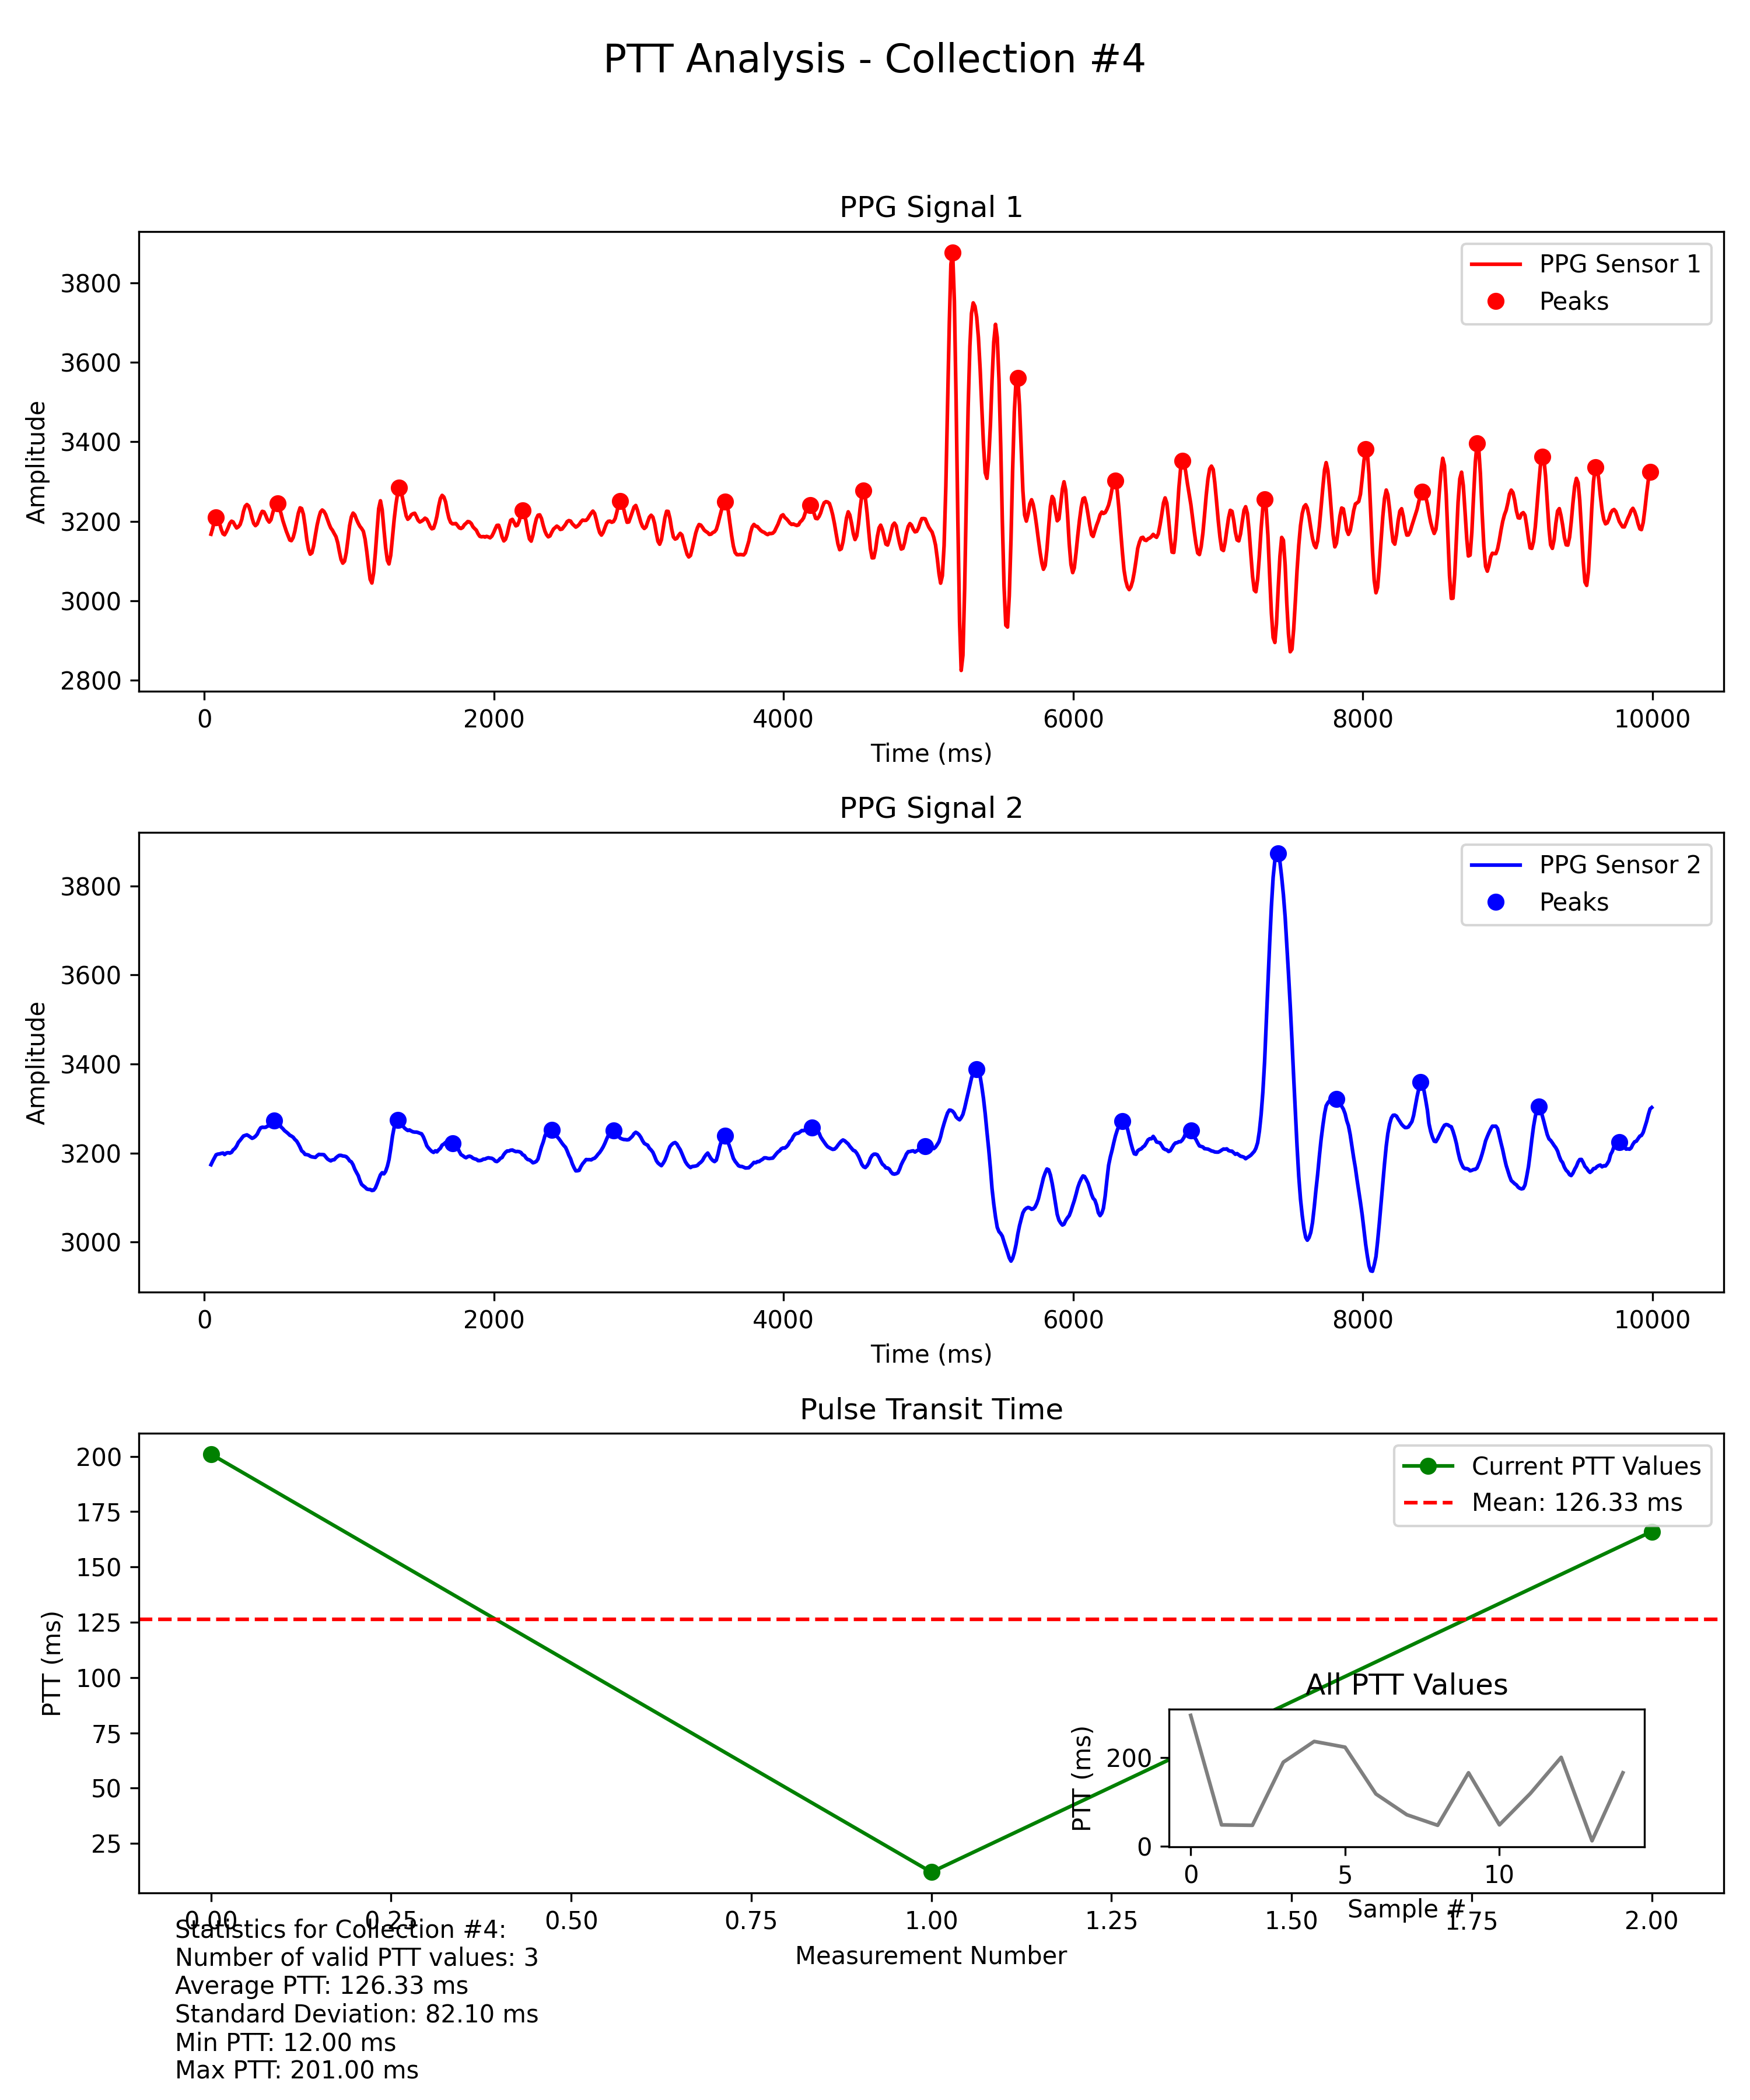 PTT Analysis - Collection #4
PPG Signal 1
Amplitude
3800
3600
3400
3200
3000
2800
PPG Sensor 1
Peaks
0 2000 4000 6000 8000 10000
Time (ms)
PPG Signal 2
Amplitude
3800
3600
3400
3200
3000
PPG Sensor 2
Peaks
0 2000 4000 6000 8000 10000
Time (ms)
Pulse Transit Time
PTT (ms)
200
175
150
125
100
75
50
25
Current PTT Values
Mean: 126.33 ms
All PTT Values
PTT (ms)
200
0
0 5 10
Sample #
0.00 0.25 0.50 0.75 1.00 1.25 1.50 1.75 2.00
Measurement Number
Statistics for Collection #4:
Number of valid PTT values: 3
Average PTT: 126.33 ms
Standard Deviation: 82.10 ms
Min PTT: 12.00 ms
Max PTT: 201.00 ms